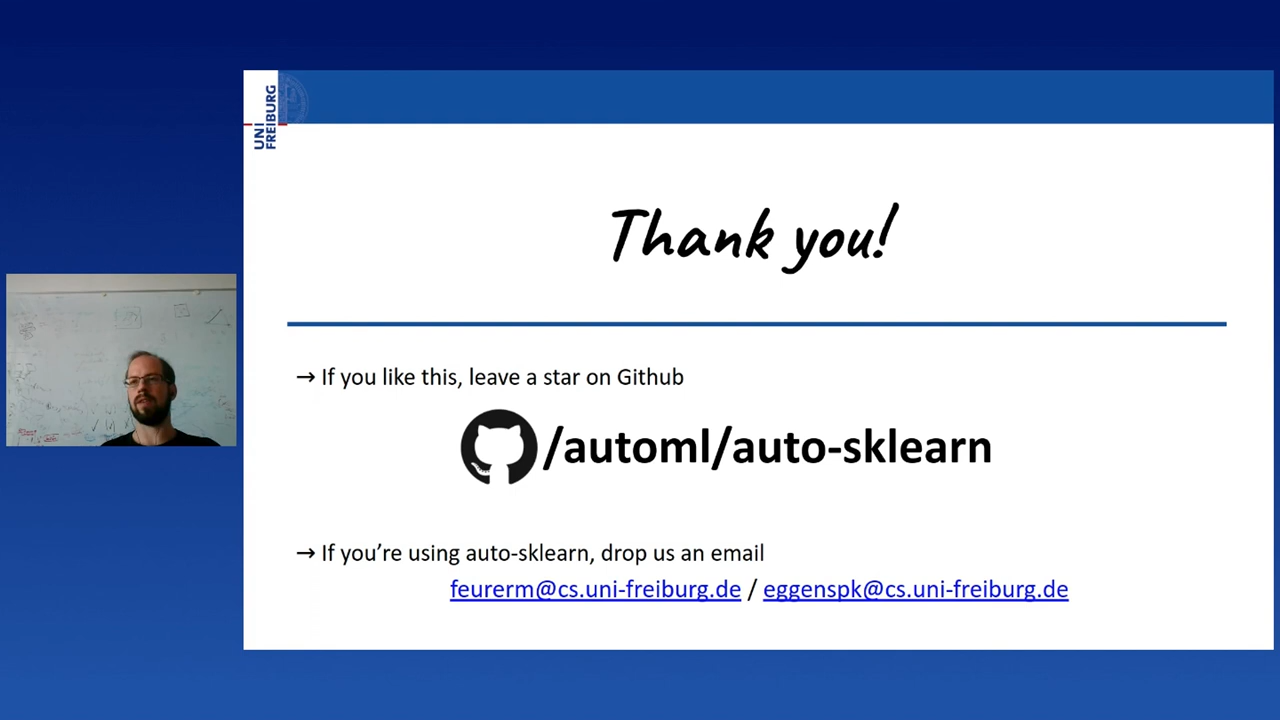 UNI
FREIBURG
Thank you!
→ If you like this, leave a star on Github
/automl/auto-sklearn
→ If you’re using auto-sklearn, drop us an email
feurerm@cs.uni-freiburg.de / eggenspk@cs.uni-freiburg.de